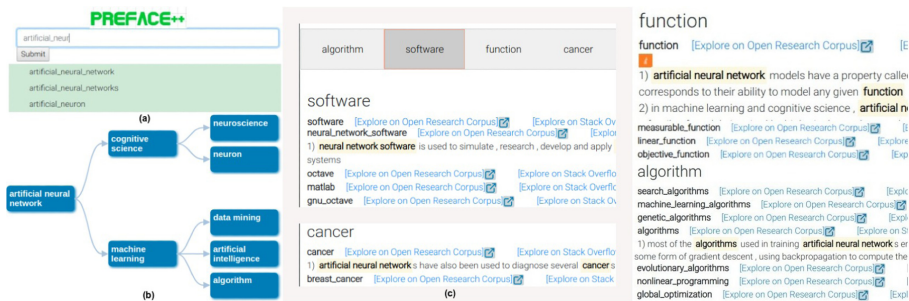 PREFACE++
artificial_neur
Submit
artificial_neural_network
artificial_neural_networks
artificial_neuron
(a)
artificial neural
network
cognitive
science
neuroscience
neuron
machine
learning
data mining
artificial
intelligence
algorithm
(b)
algorithm software function cancer
software
software [Explore on Open Research Corpus] [Explore on Stack Ov
neural_network_software [Explore on Open Research Corpus] [Explor
1) neural network software is used to simulate , research , develop and apply
systems
octave [Explore on Open Research Corpus] [Explore on Stack Overflo
matlab [Explore on Open Research Corpus] [Explore on Stack Overflo
gnu_octave [Explore on Open Research Corpus] [Explore on Stack Ov
cancer
cancer [Explore on Open Research Corpus] [Explore on Stack Overflo
1) artificial neural networks have also been used to diagnose several cancers
breast_cancer [Explore on Open Research Corpus] [Explore on Stack
(c)
function
function [Explore on Open Research Corpus] [E
i
1) artificial neural network models have a property calle
corresponds to their ability to model any given function
2) in machine learning and cognitive science , artificial n
measurable_function [Explore on Open Research Corpus] [
linear_function [Explore on Open Research Corpus] [Explore
objective_function [Explore on Open Research Corpus] [Exp
algorithm
search_algorithms [Explore on Open Research Corpus] [Explo
machine_learning_algorithms [Explore on Open Research Corpus]
genetic_algorithms [Explore on Open Research Corpus] [Expl
algorithms [Explore on Open Research Corpus] [Explore on Stack O
1) most of the algorithms used in training artificial neural networks en
some form of gradient descent , using backpropagation to compute the
evolutionary_algorithms [Explore on Open Research Corpus]
nonlinear_programming [Explore on Open Research Corpus]
global_optimization [Explore on Open Research Corpus] [Expl